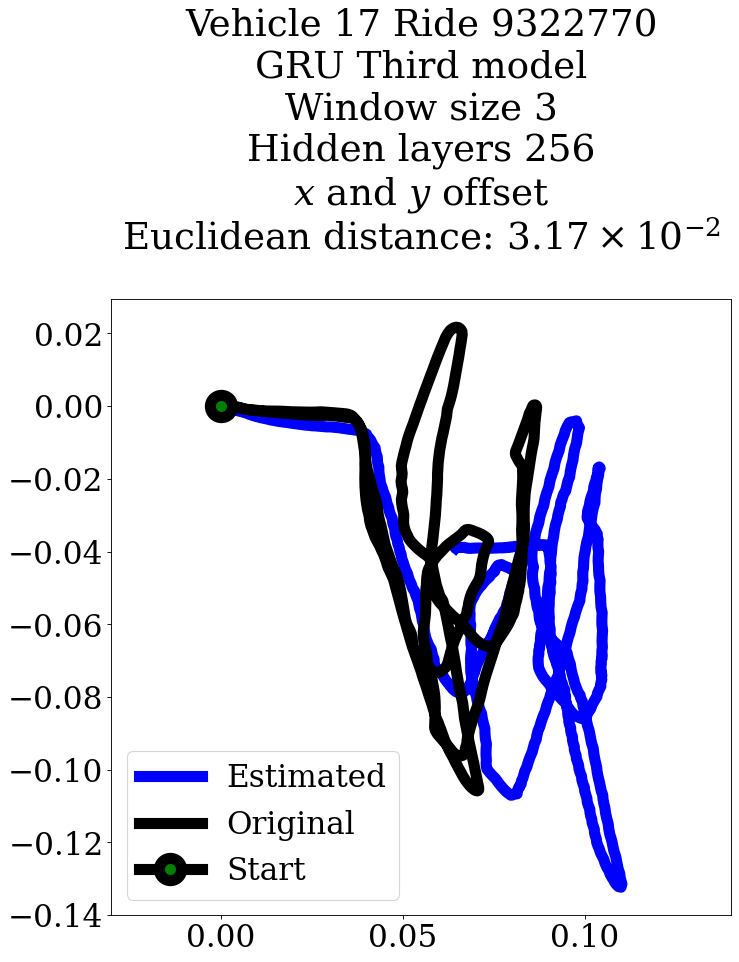 Vehicle 17 Ride 9322770
GRU Third model
Window size 3
Hidden layers 256
x and y offset
Euclidean distance: 3.17 × 10⁻²
0.02
0.00
−0.02
−0.04
−0.06
−0.08
−0.10
−0.12
−0.14
Estimated
Original
Start
0.00 0.05 0.10